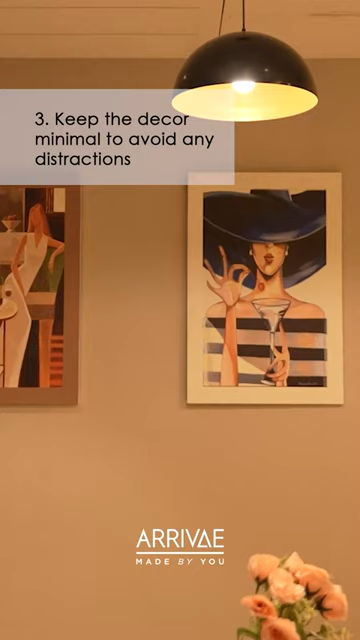 3. Keep the decor
minimal to avoid any
distractions
ARRIVAE
MADE BY YOU